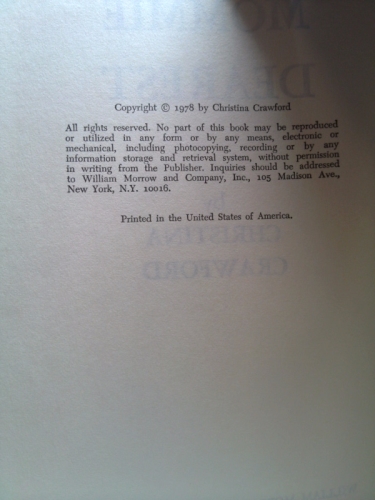 Copyright © 1978 by Christina Crawford
All rights reserved. No part of this book may be reproduced
or utilized in any form or by any means, electronic or
mechanical, including photocopying, recording or by any
information storage and retrieval system, without permission
in writing from the Publisher. Inquiries should be addressed
to William Morrow and Company, Inc., 105 Madison Ave.,
New York, N.Y. 10016.
Printed in the United States of America.
CHRISTINA
CRAWFORD